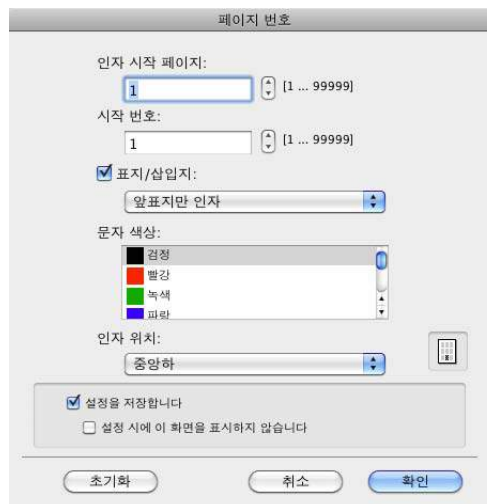 페이지 번호
인자 시작 페이지:
1 [1 ... 99999]
시작 번호:
1 [1 ... 99999]
표지/삽입지:
앞표지만 인자
문자 색상:
검정
빨강
녹색
파랑
인자 위치:
중앙하
설정을 저장합니다
설정 시에 이 화면을 표시하지 않습니다
초기화 취소 확인